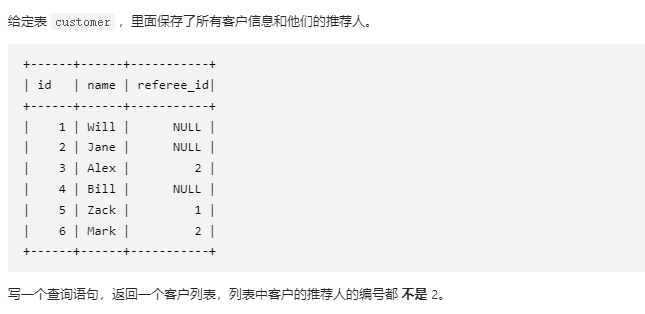 给定表 customer ，里面保存了所有客户信息和他们的推荐人。
+------+------+-----------+
| id   | name | referee_id|
+------+------+-----------+
|    1 | Will |      NULL |
|    2 | Jane |      NULL |
|    3 | Alex |         2 |
|    4 | Bill |      NULL |
|    5 | Zack |         1 |
|    6 | Mark |         2 |
+------+------+-----------+
写一个查询语句，返回一个客户列表，列表中客户的推荐人的编号都 不是 2。